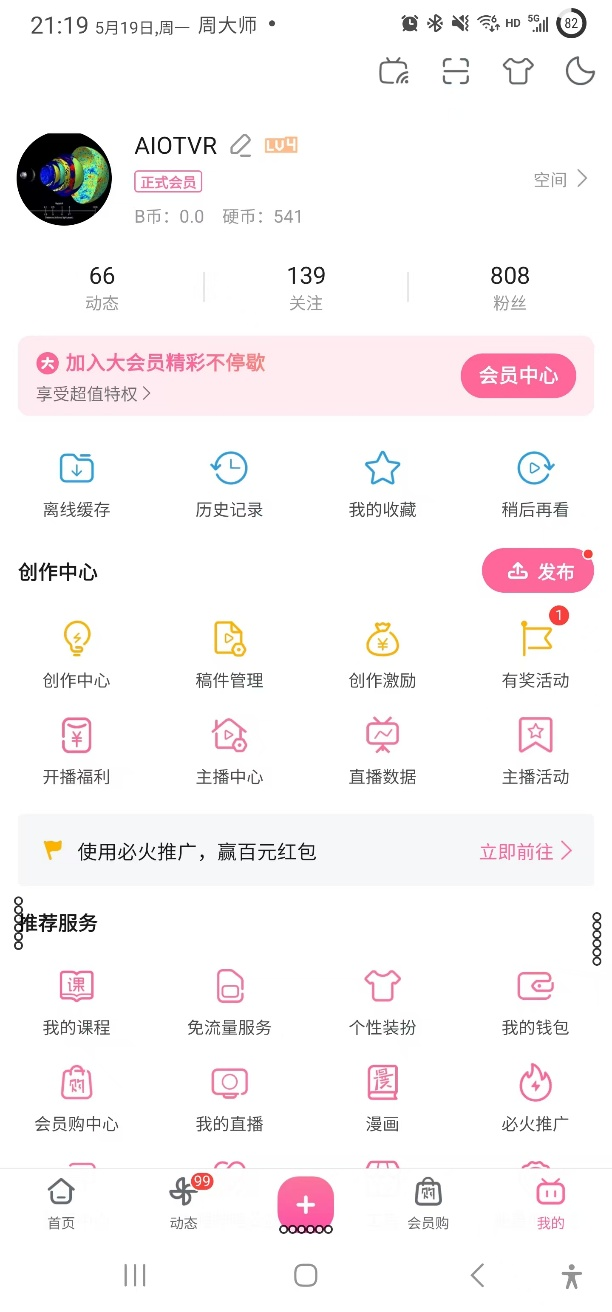 21:19 5月19日,周一 周大师 •
HD 5G 82
AIOTVR LV4
正式会员
空间
B币：0.0 硬币：541
66 139 808
动态 关注 粉丝
大 加入大会员精彩不停歇
享受超值特权
会员中心
离线缓存 历史记录 我的收藏 稍后再看
创作中心
发布
1
创作中心 稿件管理 创作激励 有奖活动
开播福利 主播中心 直播数据 主播活动
使用必火推广，赢百元红包 立即前往
推荐服务
课
我的课程 免流量服务 个性装扮 我的钱包
购 漫
会员购中心 我的直播 漫画 必火推广
99
购
首页 动态 会员购 我的